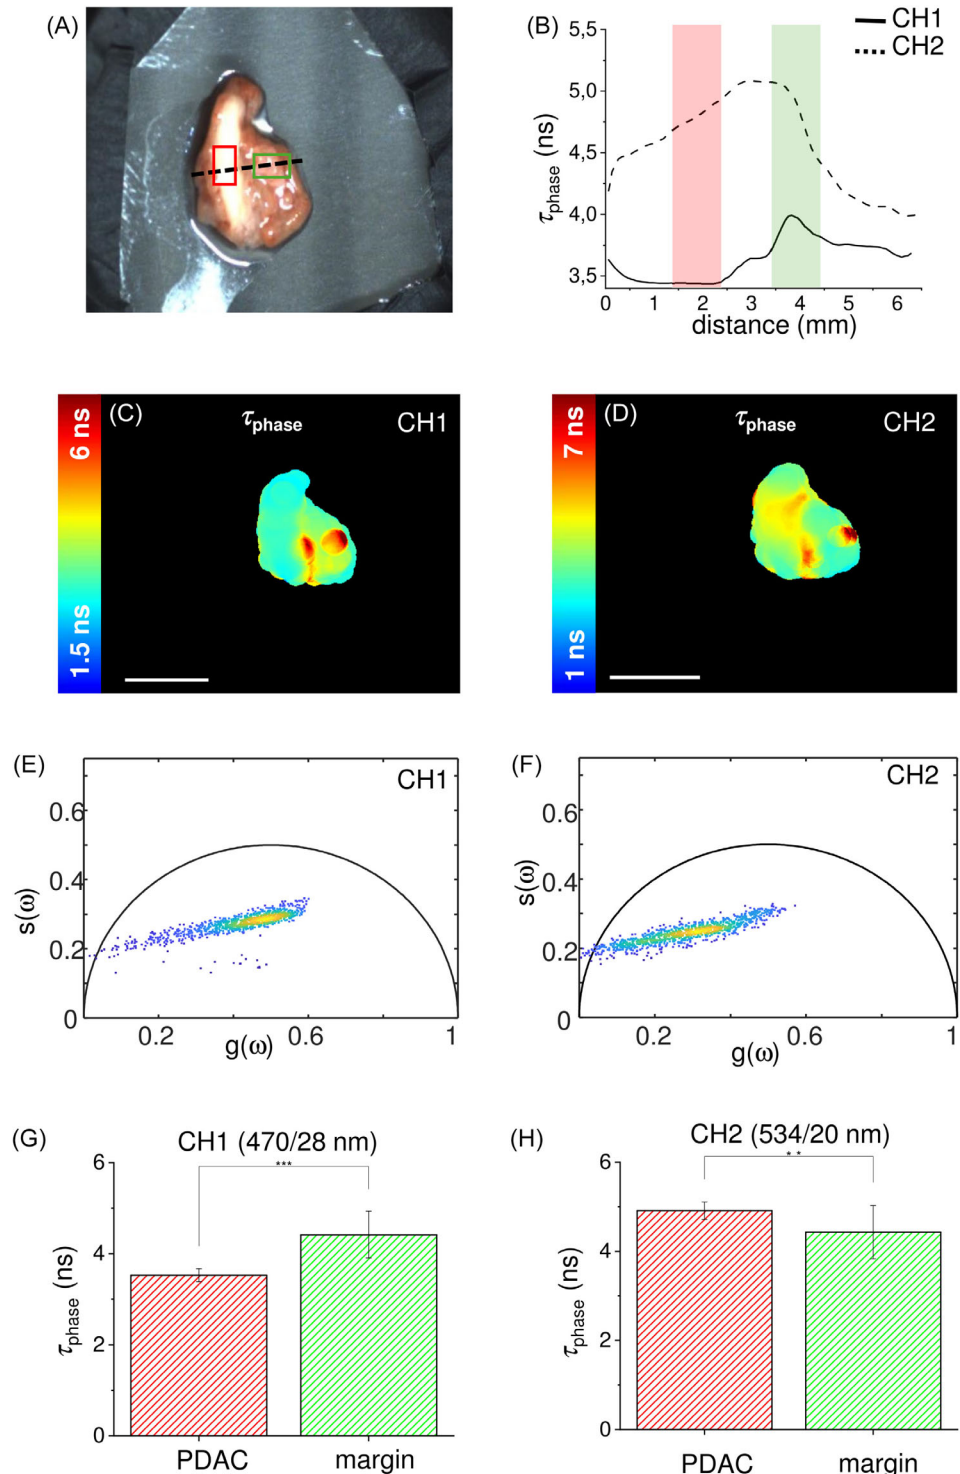 (A)
(B)
CH1
CH2
5,5
5,0
4,5
4,0
3,5
τphase (ns)
0 1 2 3 4 5 6
distance (mm)
(C)
τphase
CH1
6 ns
1.5 ns
(D)
τphase
CH2
7 ns
1 ns
(E)
CH1
0.6
0.4
0.2
0
s(ω)
0.2 0.6 1
g(ω)
(F)
CH2
0.6
0.4
0.2
0
s(ω)
0.2 0.6 1
g(ω)
(G)
CH1 (470/28 nm)
***
6
4
2
0
τphase (ns)
PDAC margin
(H)
CH2 (534/20 nm)
* *
6
4
2
0
τphase (ns)
PDAC margin